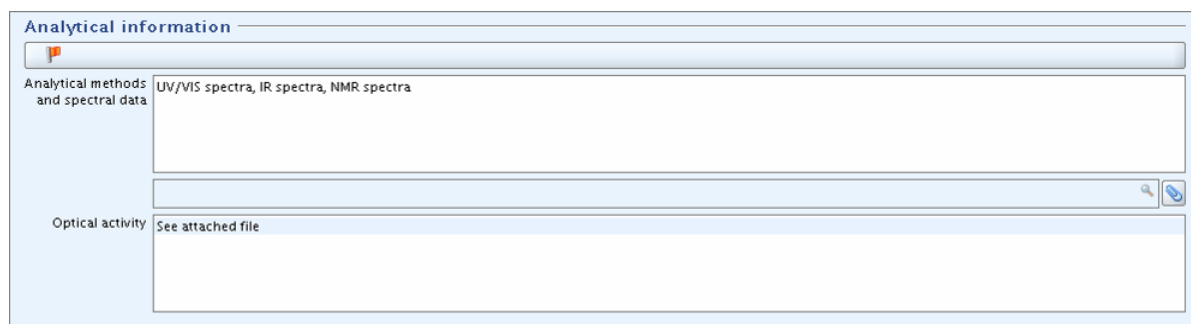 Analytical information
Analytical methods
and spectral data
UV/VIS spectra, IR spectra, NMR spectra
Optical activity
See attached file